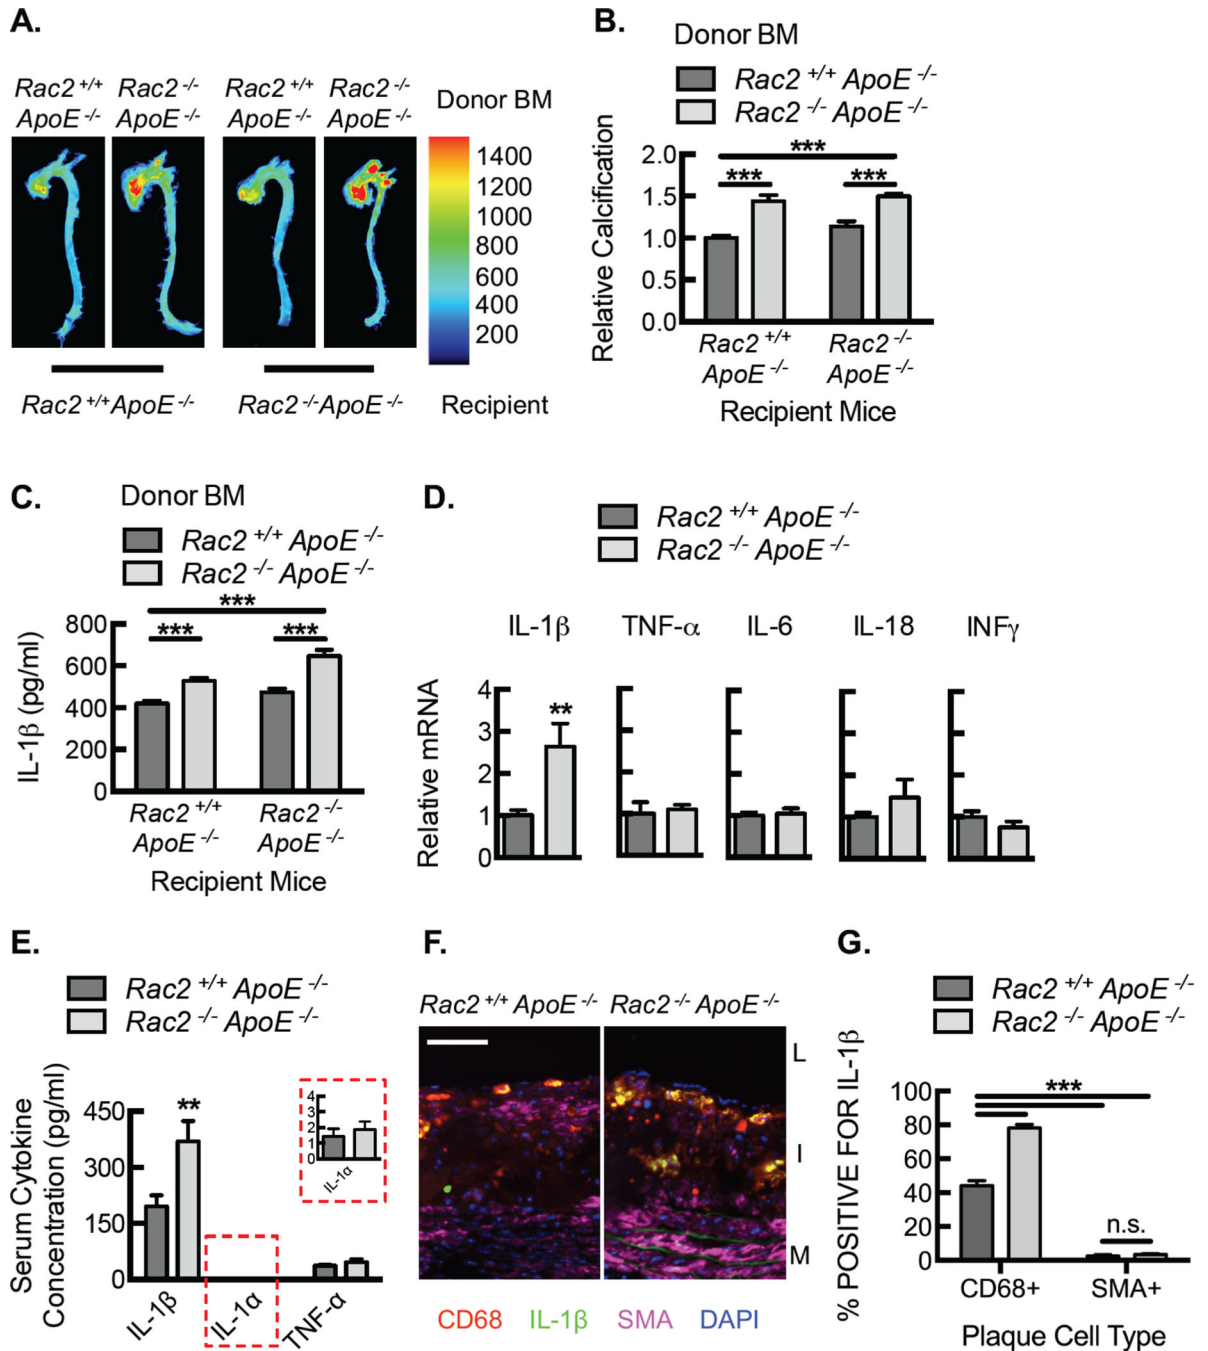 A.
Rac2 +/+ Rac2 -/- Rac2 +/+ Rac2 -/-
ApoE -/- ApoE -/- ApoE -/- ApoE -/-
Donor BM
1400
1200
1000
800
600
400
200
Rac2 +/+ApoE -/- Rac2 -/-ApoE -/- Recipient
B.
Donor BM
Rac2 +/+ ApoE -/-
Rac2 -/- ApoE -/-
Relative Calcification
2.0
1.5
1.0
0.5
0.0
***
*** ***
Rac2 +/+ Rac2 -/-
ApoE -/- ApoE -/-
Recipient Mice
C.
Donor BM
Rac2 +/+ ApoE -/-
Rac2 -/- ApoE -/-
IL-1β (pg/ml)
800
600
400
200
0
***
*** ***
Rac2 +/+ Rac2 -/-
ApoE -/- ApoE -/-
Recipient Mice
D.
Rac2 +/+ ApoE -/-
Rac2 -/- ApoE -/-
IL-1β TNF-α IL-6 IL-18 INFγ
Relative mRNA
4
3
2
1
0
**
E.
Rac2 +/+ ApoE -/-
Rac2 -/- ApoE -/-
Serum Cytokine
Concentration (pg/ml)
450
300
150
0
**
4
3
2
1
0
IL-1α
IL-1β IL-1α TNF-α
F.
Rac2 +/+ ApoE -/- Rac2 -/- ApoE -/-
L
I
M
CD68 IL-1β SMA DAPI
G.
Rac2 +/+ ApoE -/-
Rac2 -/- ApoE -/-
% POSITIVE FOR IL-1β
100
80
60
40
20
0
***
n.s.
CD68+ SMA+
Plaque Cell Type